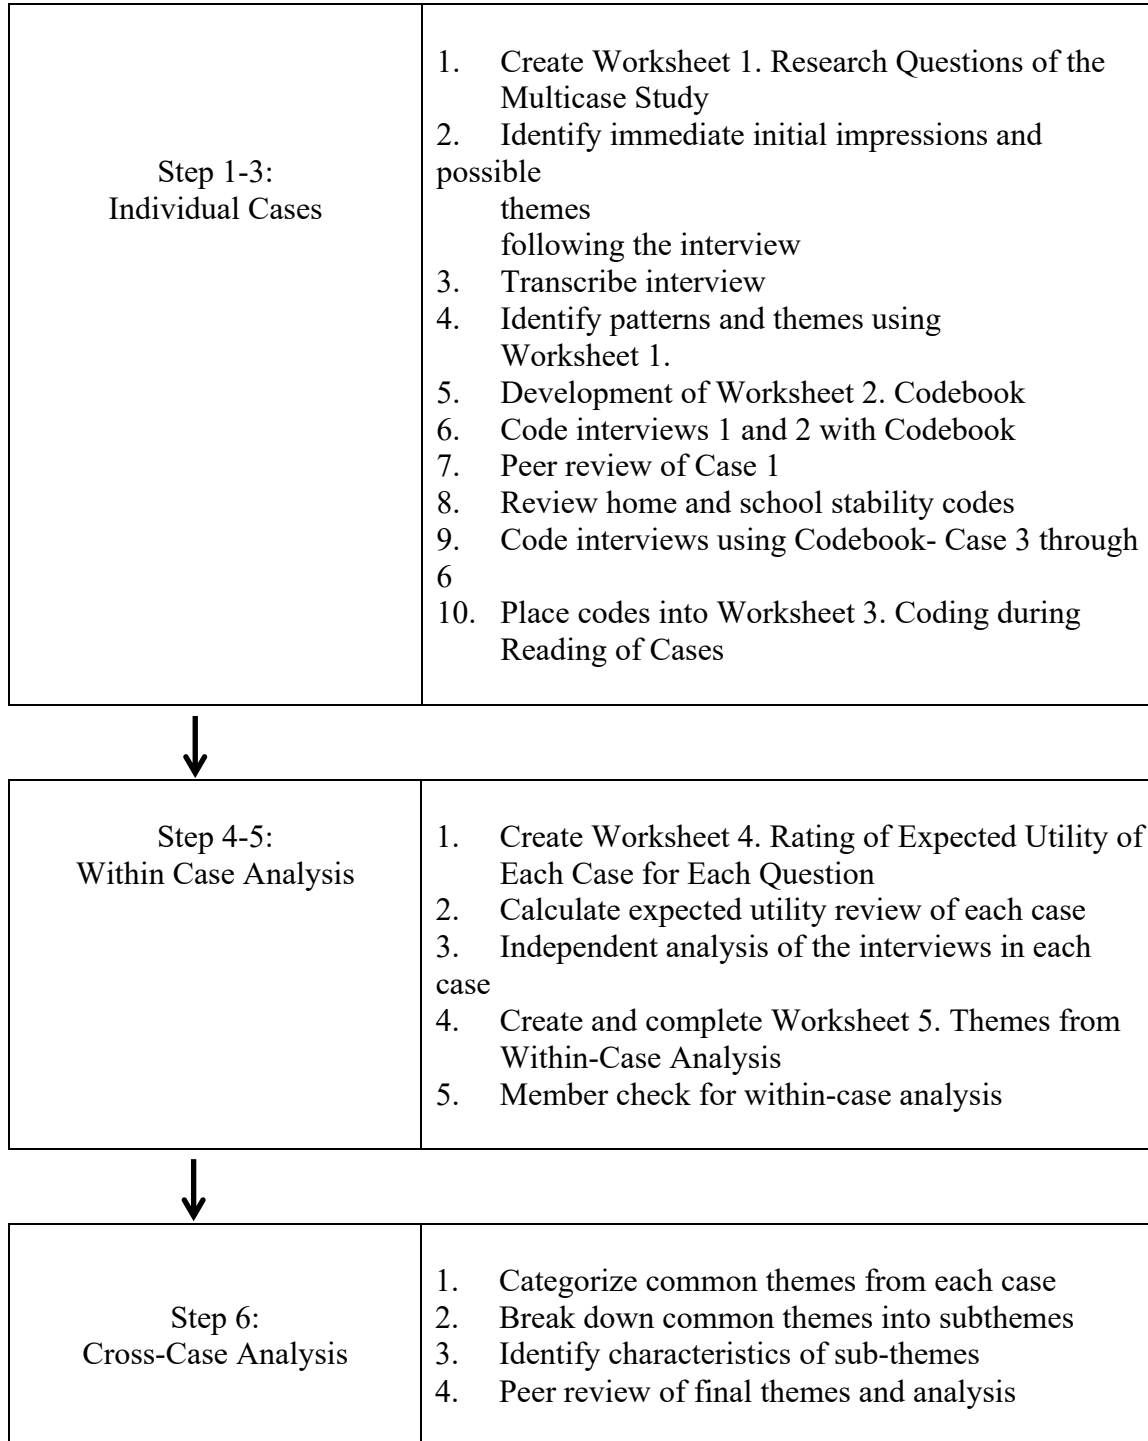 Step 1-3:
Individual Cases
1. Create Worksheet 1. Research Questions of the
Multicase Study
2. Identify immediate initial impressions and
possible
themes
following the interview
3. Transcribe interview
4. Identify patterns and themes using
Worksheet 1.
5. Development of Worksheet 2. Codebook
6. Code interviews 1 and 2 with Codebook
7. Peer review of Case 1
8. Review home and school stability codes
9. Code interviews using Codebook- Case 3 through
6
10. Place codes into Worksheet 3. Coding during
Reading of Cases
Step 4-5:
Within Case Analysis
1. Create Worksheet 4. Rating of Expected Utility of
Each Case for Each Question
2. Calculate expected utility review of each case
3. Independent analysis of the interviews in each
case
4. Create and complete Worksheet 5. Themes from
Within-Case Analysis
5. Member check for within-case analysis
Step 6:
Cross-Case Analysis
1. Categorize common themes from each case
2. Break down common themes into subthemes
3. Identify characteristics of sub-themes
4. Peer review of final themes and analysis